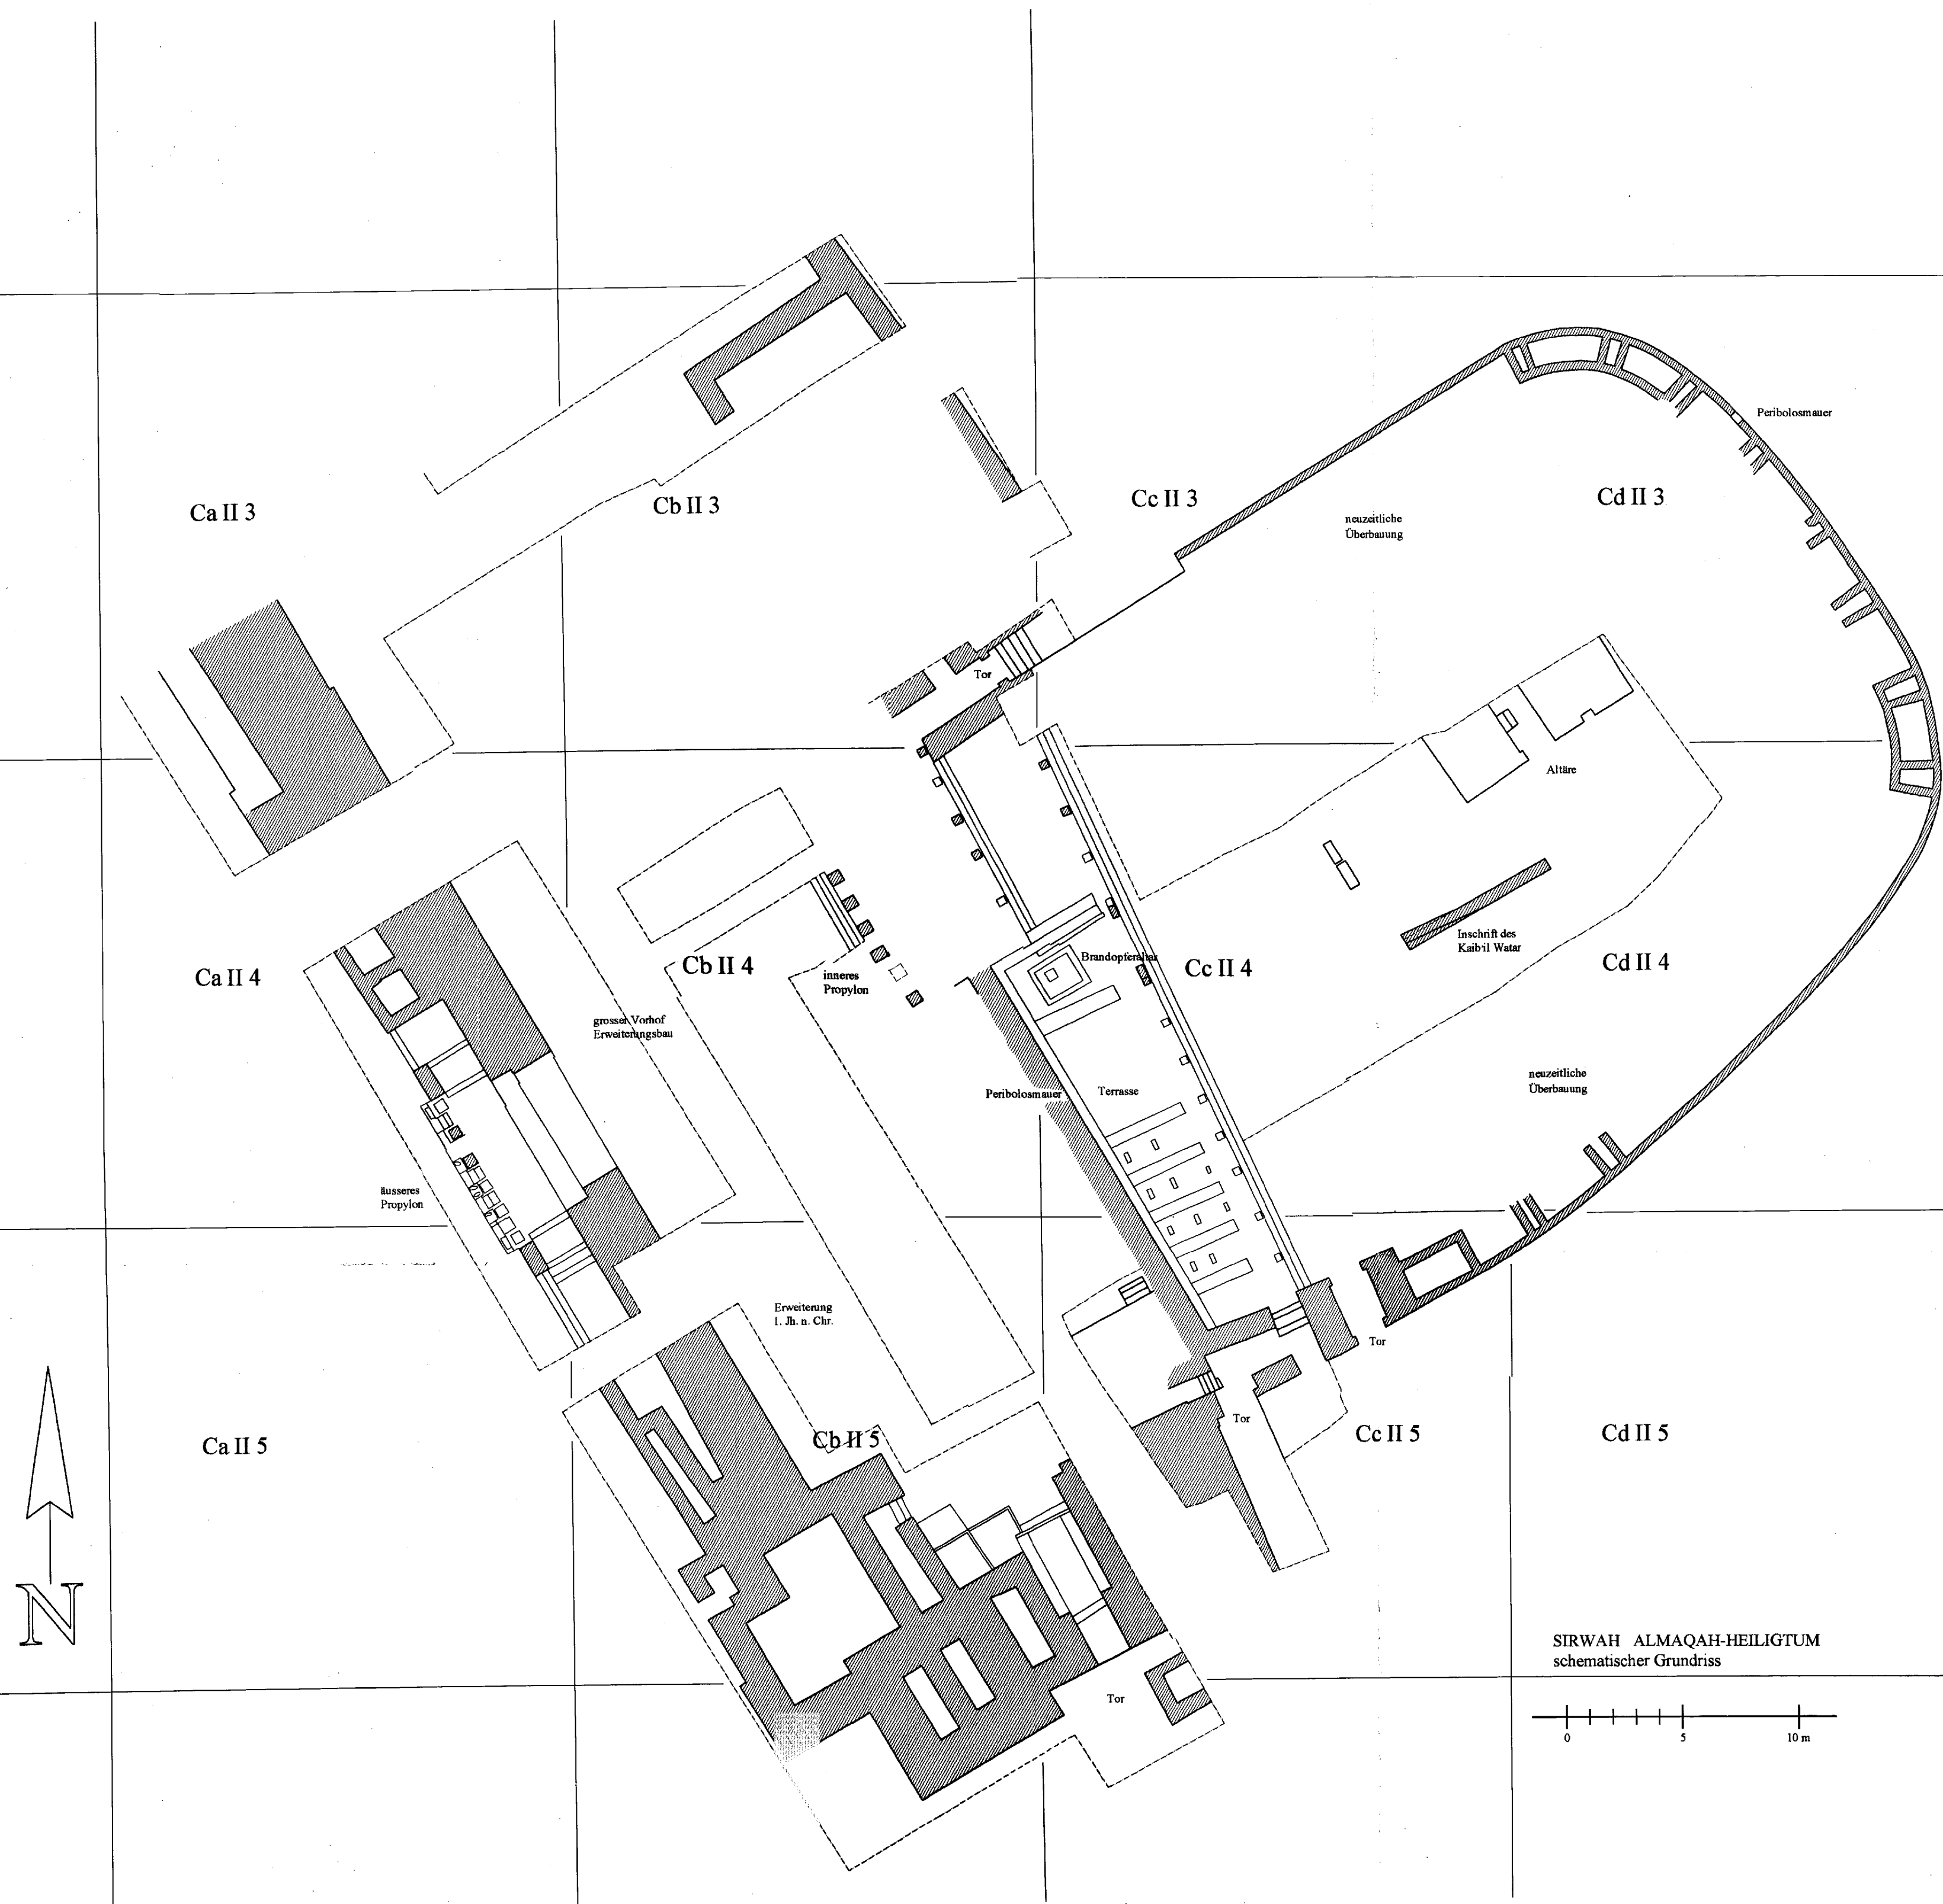 Peribolosmauer
Ca II 3
Cb II 3
Cc II 3
Cd II 3
neuzeitliche
Überbauung
Tor
Altäre
Inschrift des
Kaib'il Watar
Brandopferaltar
Ca II 4
Cb II 4
inneres
Propylon
Cc II 4
Cd II 4
grosser Vorhof
Erweiterungsbau
Peribolosmauer
Terrasse
neuzeitliche
Überbauung
äusseres
Propylon
Erweiterung
1. Jh. n. Chr.
Tor
Tor
Ca II 5
Cb II 5
Cc II 5
Cd II 5
N
Tor
SIRWAH ALMAQAH-HEILIGTUM
schematischer Grundriss
0 5 10 m